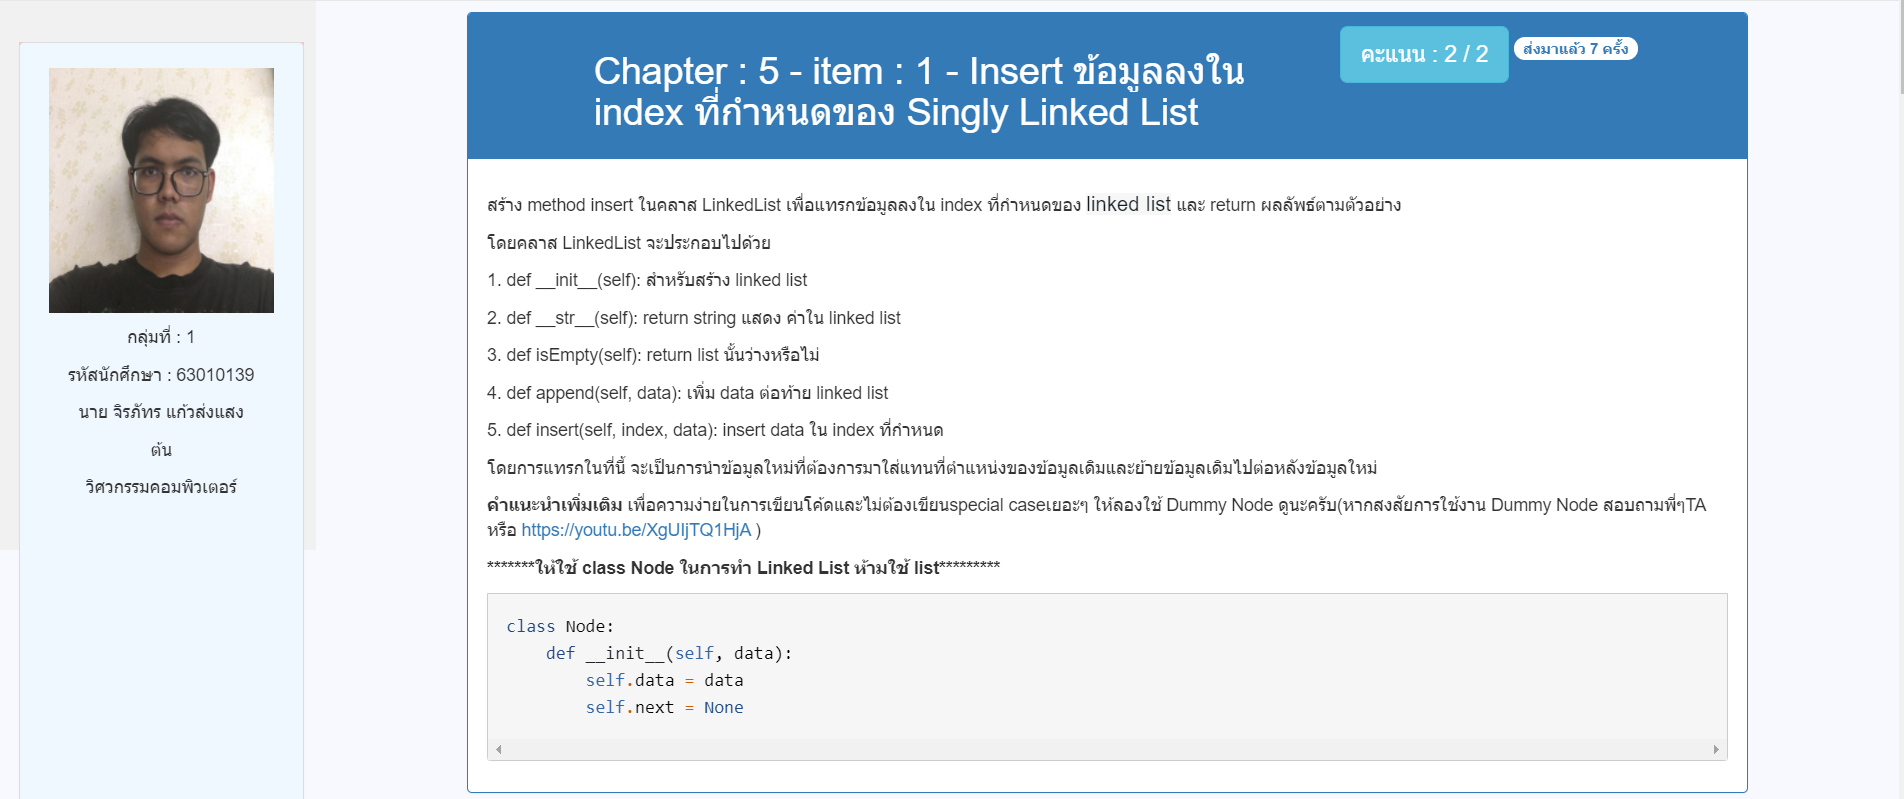 กลุ่มที่ : 1
รหัสนักศึกษา : 63010139
นาย จิรภัทร แก้วส่งแสง
ต้น
วิศวกรรมคอมพิวเตอร์
Chapter : 5 - item : 1 - Insert ข้อมูลลงใน
index ที่กำหนดของ Singly Linked List
คะแนน : 2 / 2
ส่งมาแล้ว 7 ครั้ง
สร้าง method insert ในคลาส LinkedList เพื่อแทรกข้อมูลลงใน index ที่กำหนดของ linked list และ return ผลลัพธ์ตามตัวอย่าง
โดยคลาส LinkedList จะประกอบไปด้วย
1. def __init__(self): สำหรับสร้าง linked list
2. def __str__(self): return string แสดง ค่าใน linked list
3. def isEmpty(self): return list นั้นว่างหรือไม่
4. def append(self, data): เพิ่ม data ต่อท้าย linked list
5. def insert(self, index, data): insert data ใน index ที่กำหนด
โดยการแทรกในที่นี้ จะเป็นการนำข้อมูลใหม่ที่ต้องการมาใส่แทนที่ตำแหน่งของข้อมูลเดิมและย้ายข้อมูลเดิมไปต่อหลังข้อมูลใหม่
คำแนะนำเพิ่มเติม เพื่อความง่ายในการเขียนโค้ดและไม่ต้องเขียนspecial caseเยอะๆ ให้ลองใช้ Dummy Node ดูนะครับ(หากสงสัยการใช้งาน Dummy Node สอบถามพี่ๆTA
หรือ https://youtu.be/XgUIjTQ1HjA )
*******ให้ใช้ class Node ในการทำ Linked List ห้ามใช้ list*********
class Node:
    def __init__(self, data):
        self.data = data
        self.next = None